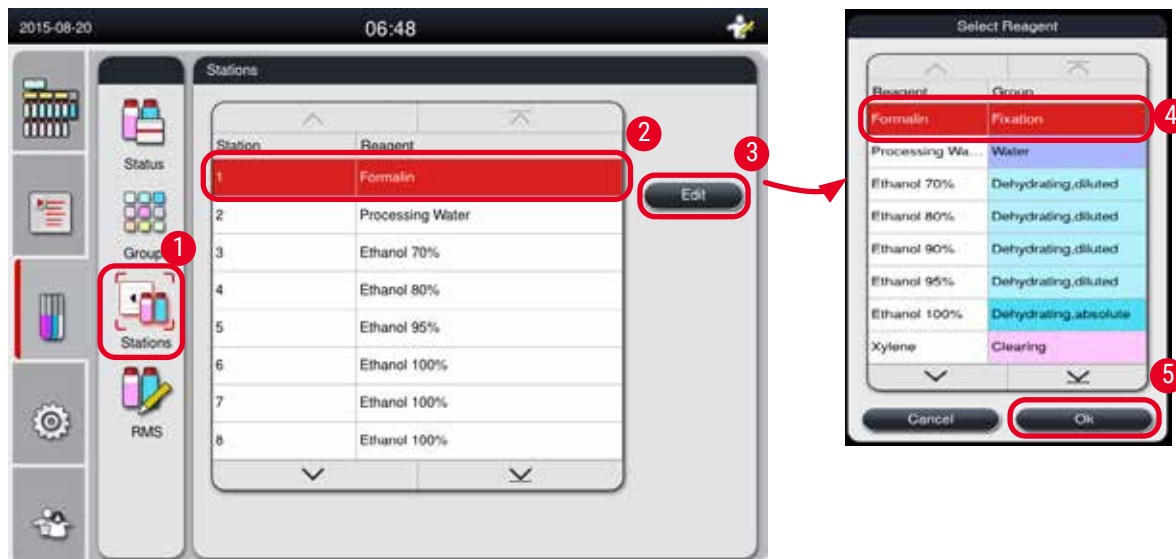 2015-08-20
06:48
Status
Group
1
Stations
RMS
Stations
Station Reagent
1 Formalin
2 Processing Water
3 Ethanol 70%
4 Ethanol 80%
5 Ethanol 95%
6 Ethanol 100%
7 Ethanol 100%
8 Ethanol 100%
2
3
Edit
Select Reagent
Reagent Group
Formalin Fixation
4
Processing Wa... Water
Ethanol 70% Dehydrating,diluted
Ethanol 80% Dehydrating,diluted
Ethanol 90% Dehydrating,diluted
Ethanol 95% Dehydrating,diluted
Ethanol 100% Dehydrating,absolute
Xylene Clearing
5
Cancel Ok